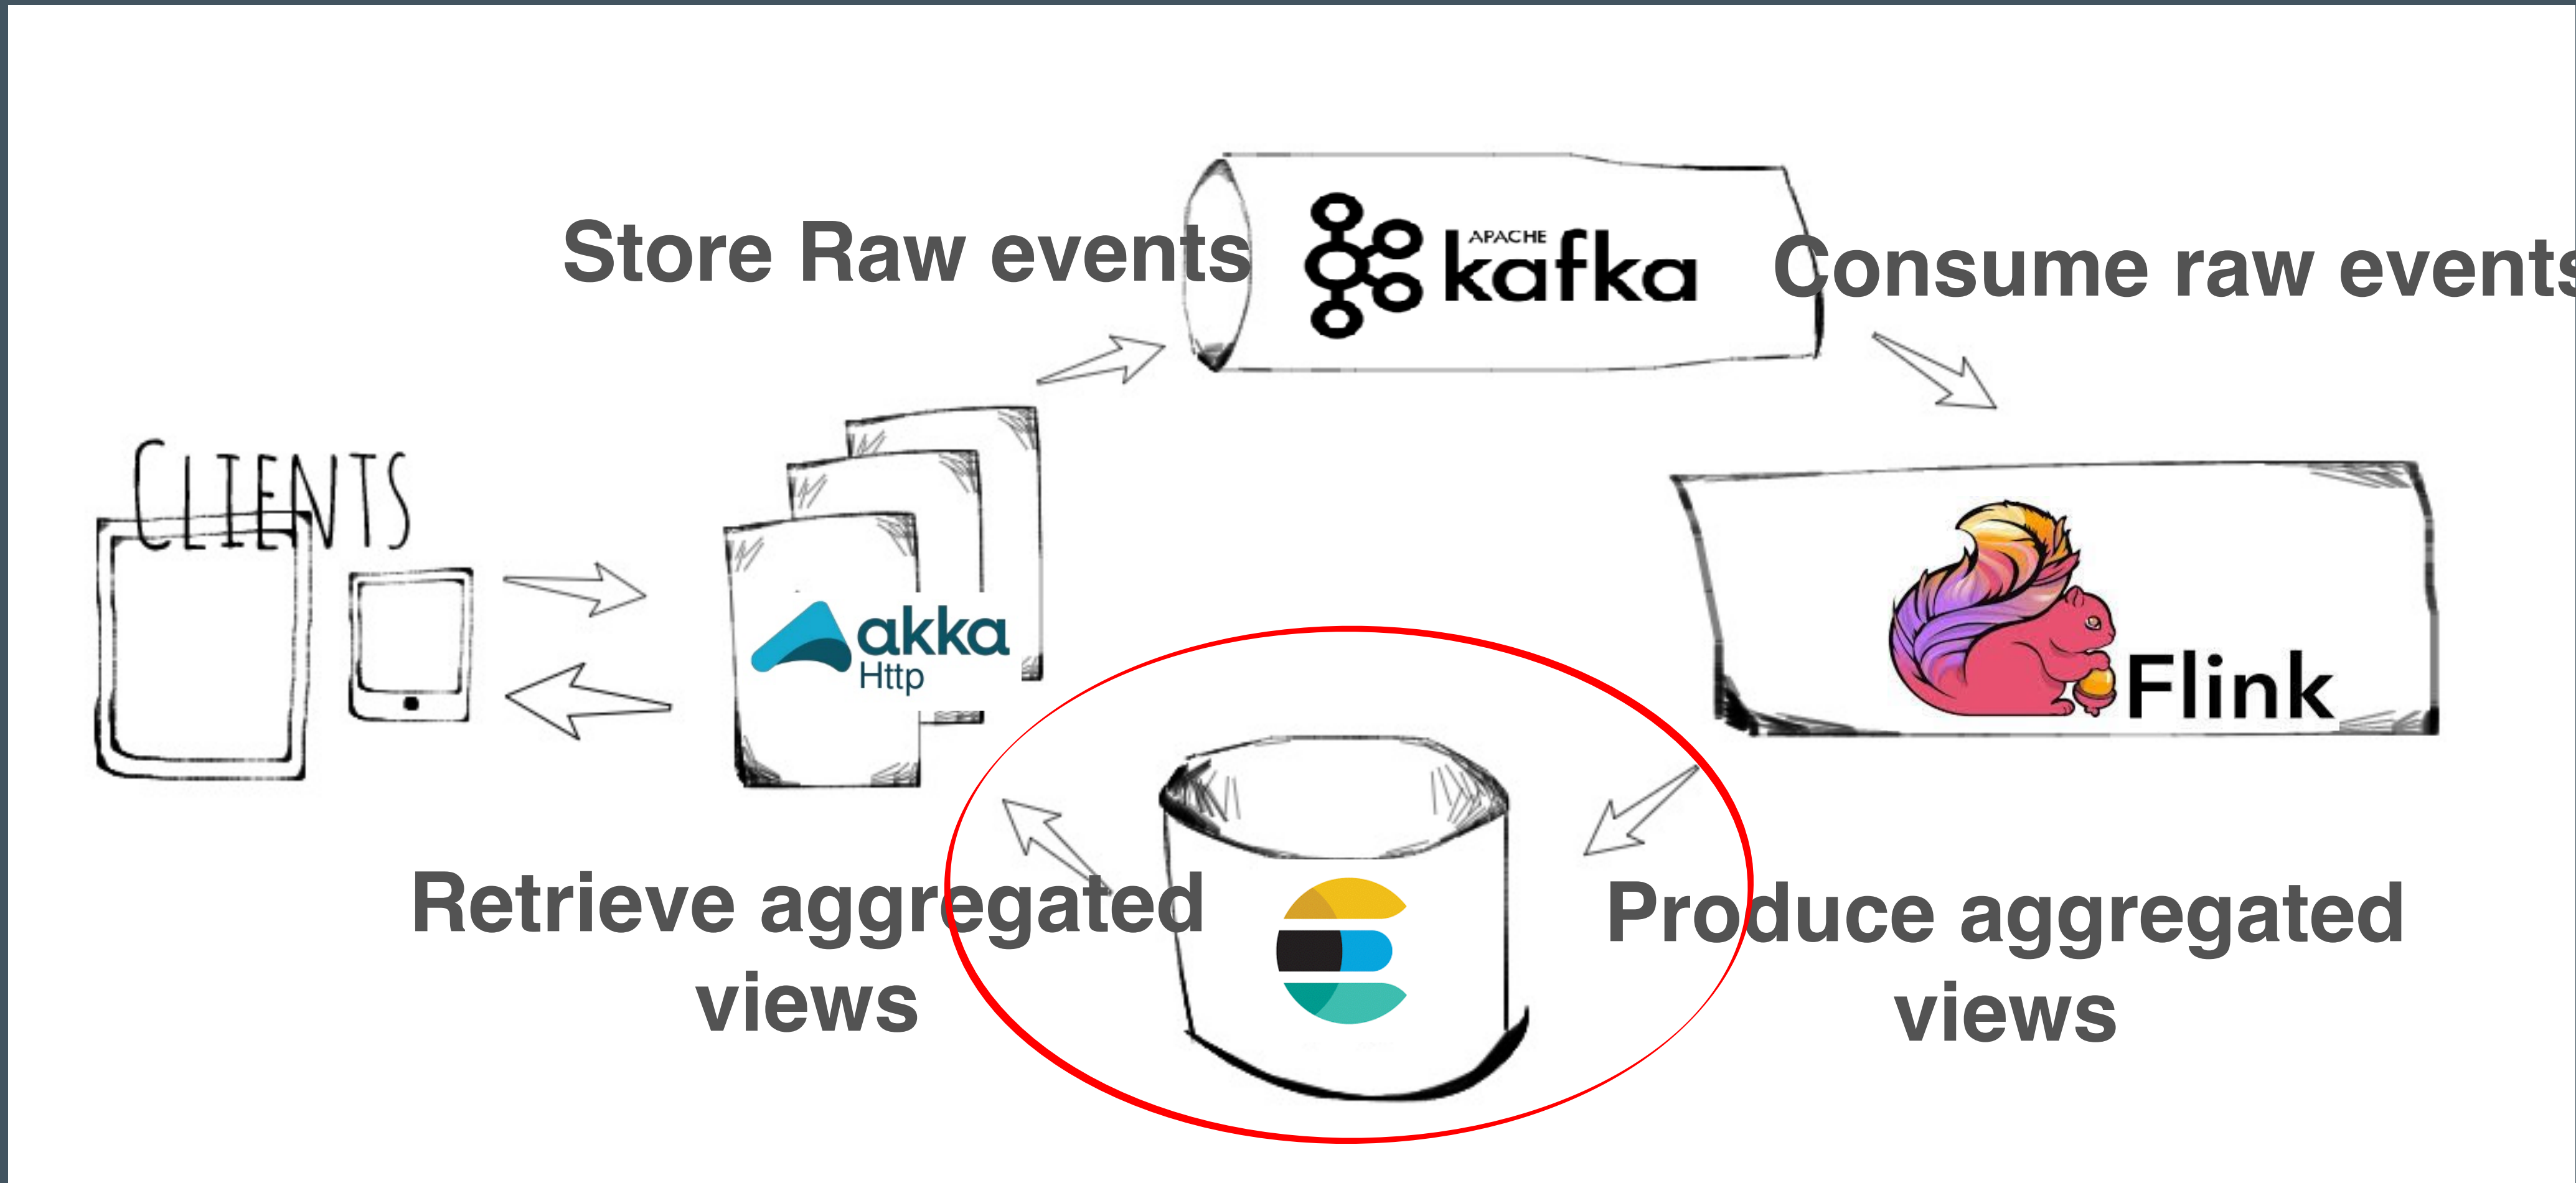 Store Raw events
APACHE
kafka
Consume raw events
CLIENTS
akka
Http
Flink
Retrieve aggregated
views
Produce aggregated
views